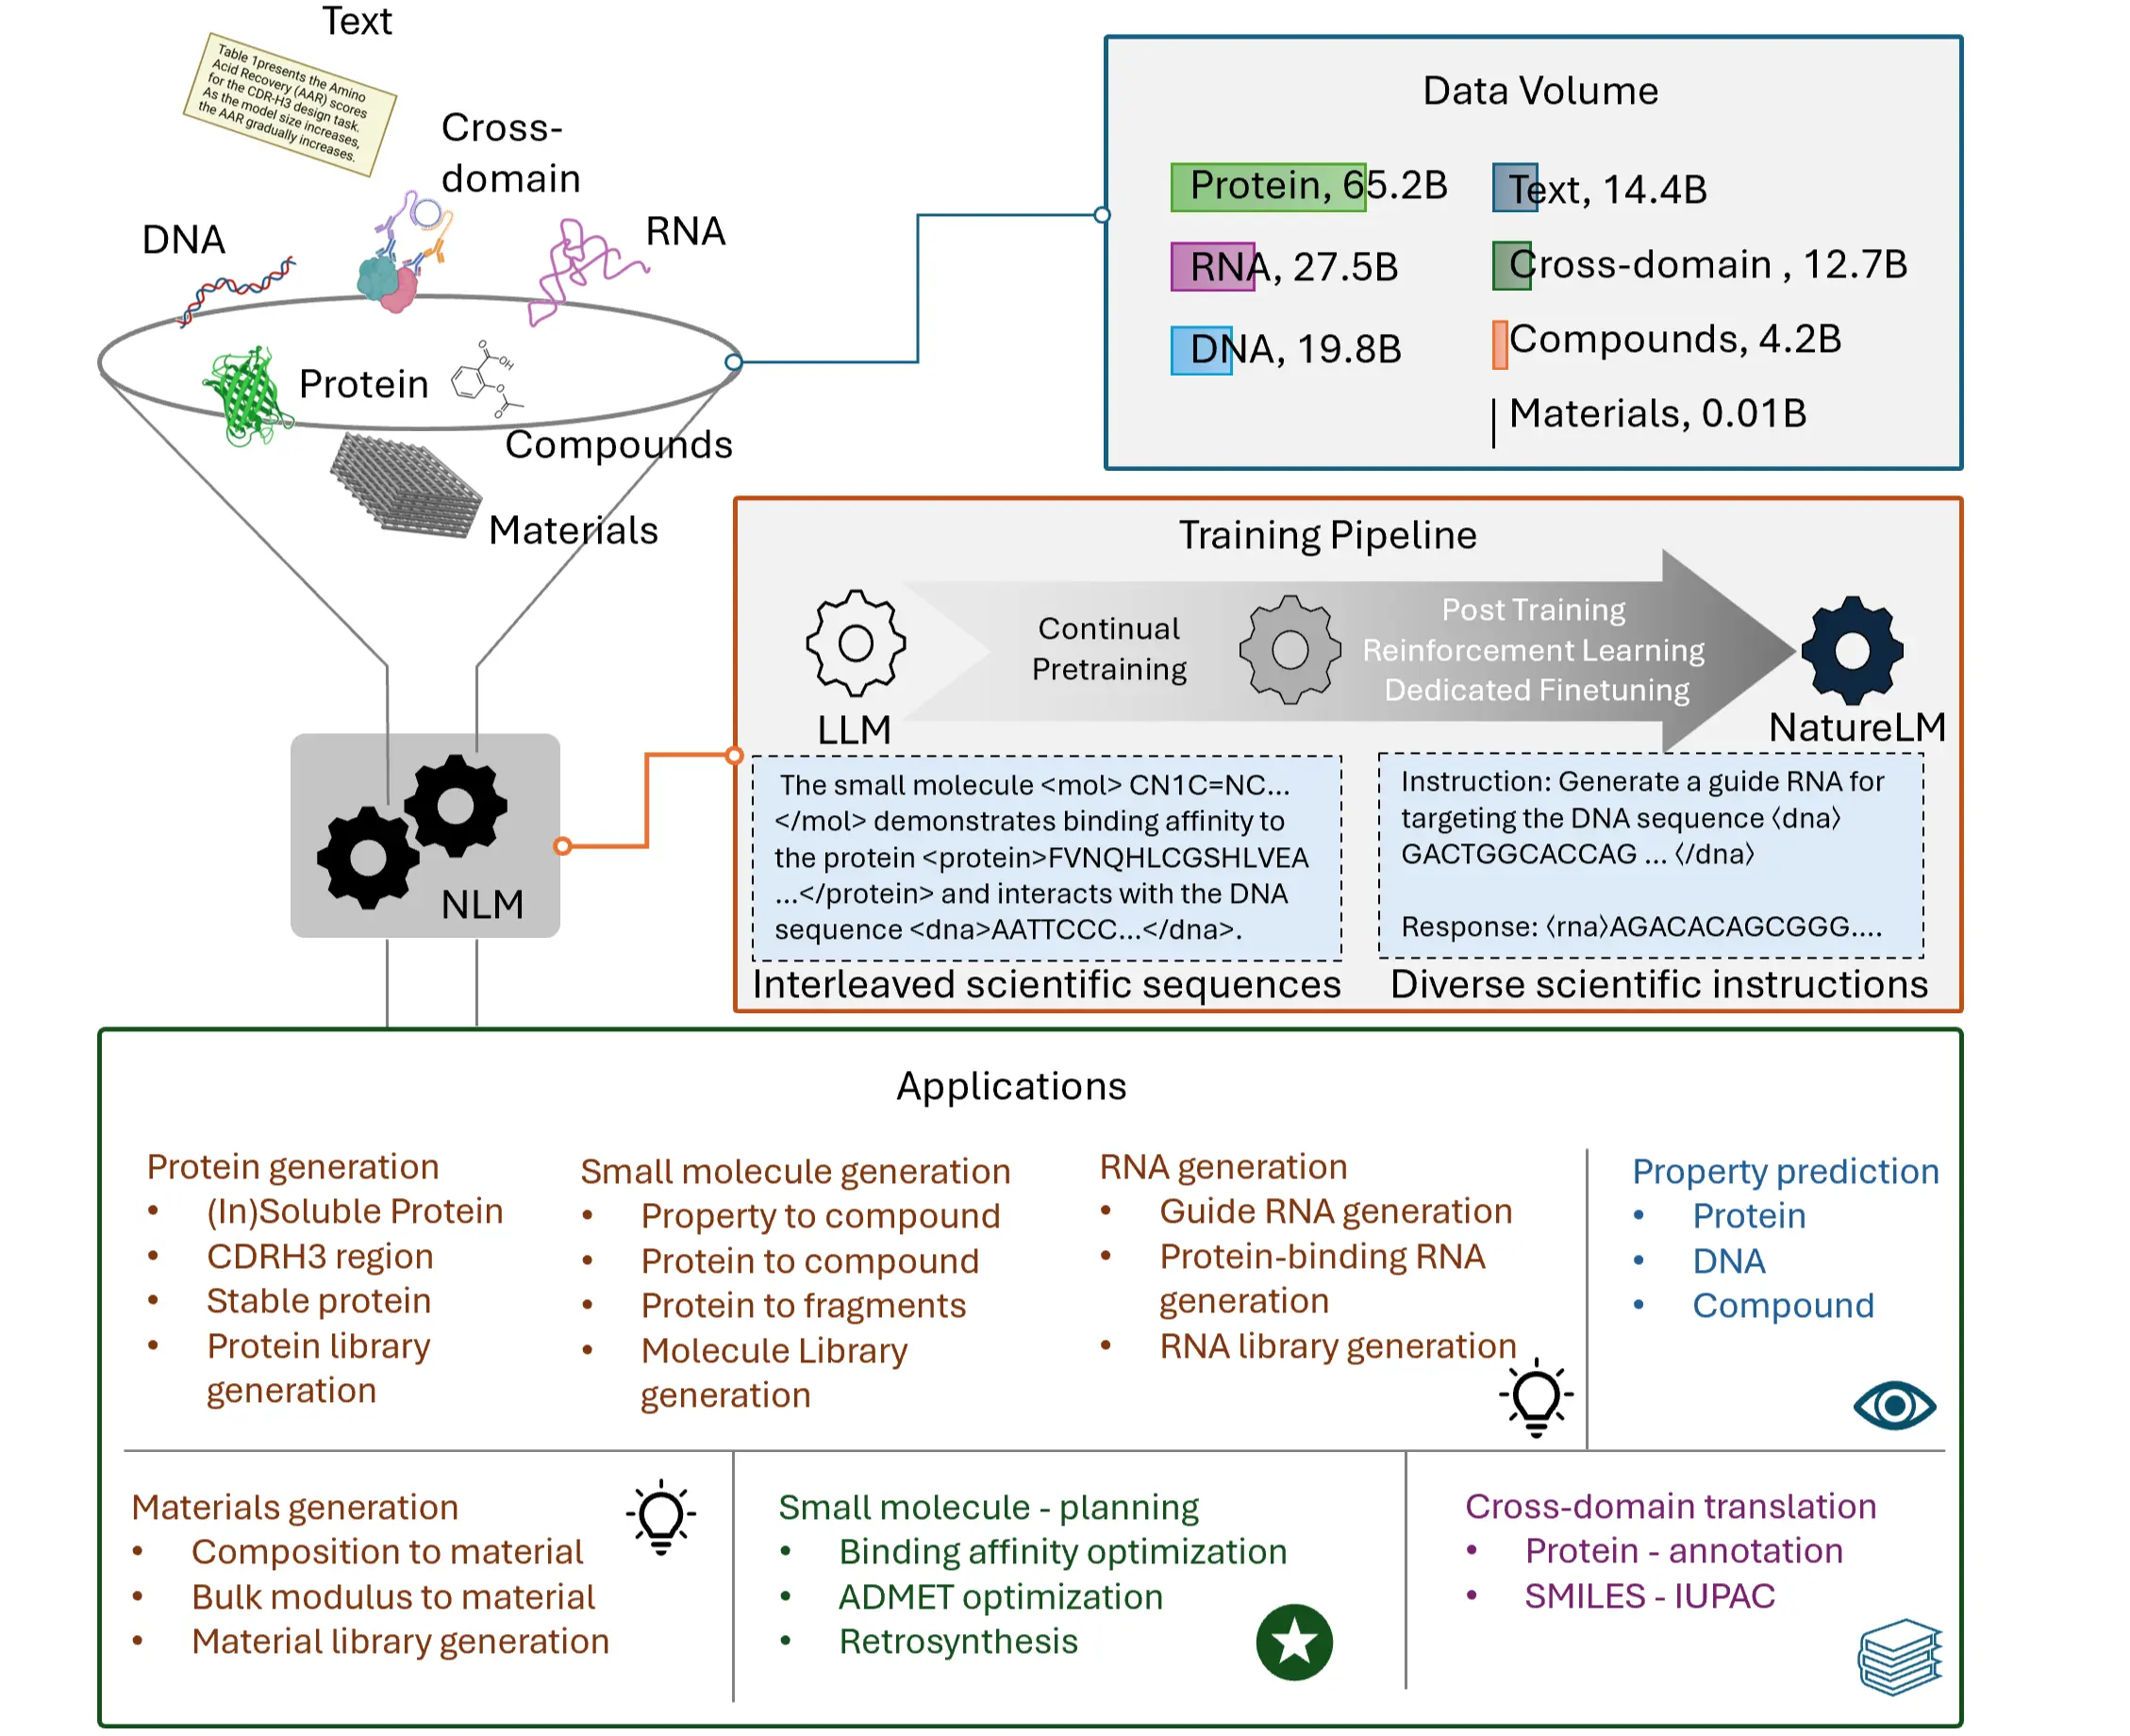 Text
Table 1presents the Amino
Acid Recovery (AAR) scores
for the CDR-H3 design task.
As the model size increases,
the AAR gradually increases.
Cross-
domain
DNA
RNA
Protein
OH
O
O
O
Compounds
Materials
NLM
Data Volume
Protein, 65.2B
RNA, 27.5B
DNA, 19.8B
Text, 14.4B
Cross-domain , 12.7B
Compounds, 4.2B
Materials, 0.01B
Training Pipeline
LLM
Continual
Pretraining
Post Training
Reinforcement Learning
Dedicated Finetuning
NatureLM
The small molecule <mol> CN1C=NC...
</mol> demonstrates binding affinity to
the protein <protein>FVNQHLCGSHLVEA
...</protein> and interacts with the DNA
sequence <dna>AATTCCC...</dna>.
Interleaved scientific sequences
Instruction: Generate a guide RNA for
targeting the DNA sequence ⟨dna⟩
GACTGGCACCAG ... ⟨/dna⟩
Response: ⟨rna⟩AGACACAGCGGG....
Diverse scientific instructions
Applications
Protein generation
• (In)Soluble Protein
• CDRH3 region
• Stable protein
• Protein library
generation
Small molecule generation
• Property to compound
• Protein to compound
• Protein to fragments
• Molecule Library
generation
RNA generation
• Guide RNA generation
• Protein-binding RNA
generation
• RNA library generation
Property prediction
• Protein
• DNA
• Compound
Materials generation
• Composition to material
• Bulk modulus to material
• Material library generation
Small molecule - planning
• Binding affinity optimization
• ADMET optimization
• Retrosynthesis
Cross-domain translation
• Protein - annotation
• SMILES - IUPAC